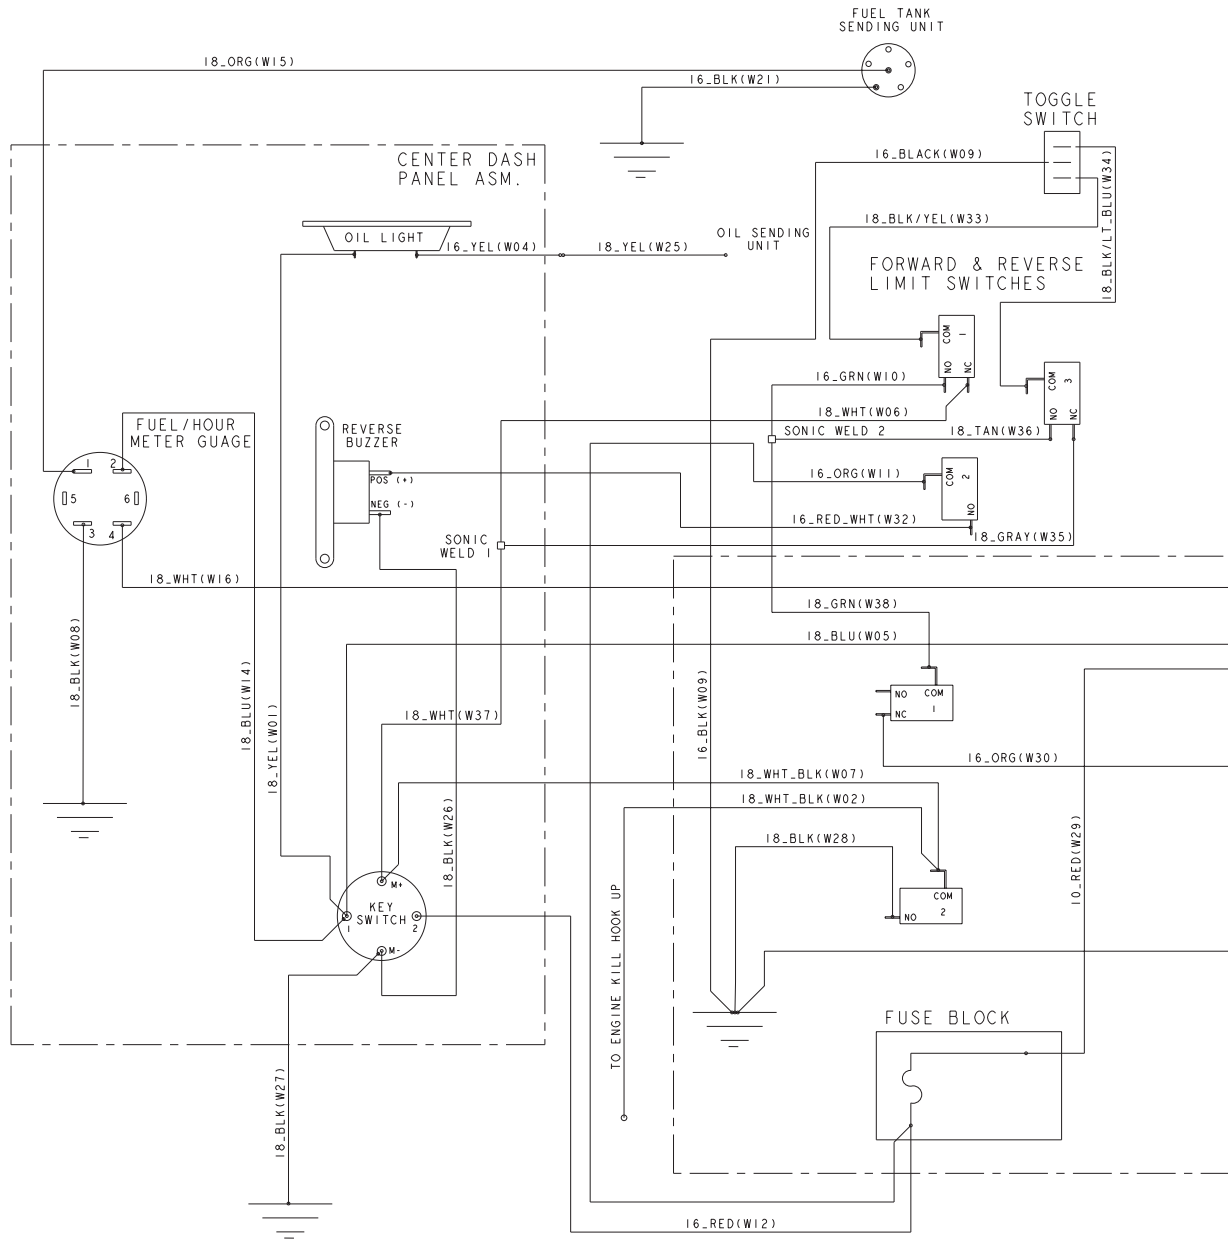 FUEL TANK
SENDING UNIT
18_ORG(W15)
16_BLK(W21)
TOGGLE
SWITCH
CENTER DASH
PANEL ASM.
16_BLACK(W09)
18_BLK/LT_BLU(W34)
OIL LIGHT
16_YEL(W04)
18_YEL(W25)
OIL SENDING
UNIT
18_BLK/YEL(W33)
FORWARD & REVERSE
LIMIT SWITCHES
COM
1
NO
NC
16_GRN(W10)
COM
3
NO
NC
18_WHT(W06)
FUEL/HOUR
METER GUAGE
REVERSE
BUZZER
SONIC WELD 2
18_TAN(W36)
1
2
5
6
3
4
POS (+)
NEG (-)
16_ORG(W11)
COM
2
NO
16_RED_WHT(W32)
SONIC
WELD 1
18_GRAY(W35)
18_WHT(W16)
18_GRN(W38)
18_BLU(W05)
18_BLK(W08)
18_BLU(W14)
18_YEL(W01)
18_WHT(W37)
16_BLK(W09)
NO
COM
NC
1
16_ORG(W30)
18_WHT_BLK(W07)
18_WHT_BLK(W02)
18_BLK(W28)
18_BLK(W26)
10_RED(W29)
M+
KEY
SWITCH
1
2
M-
COM
NO
2
TO ENGINE KILL HOOK UP
FUSE BLOCK
18_BLK(W27)
16_RED(W12)